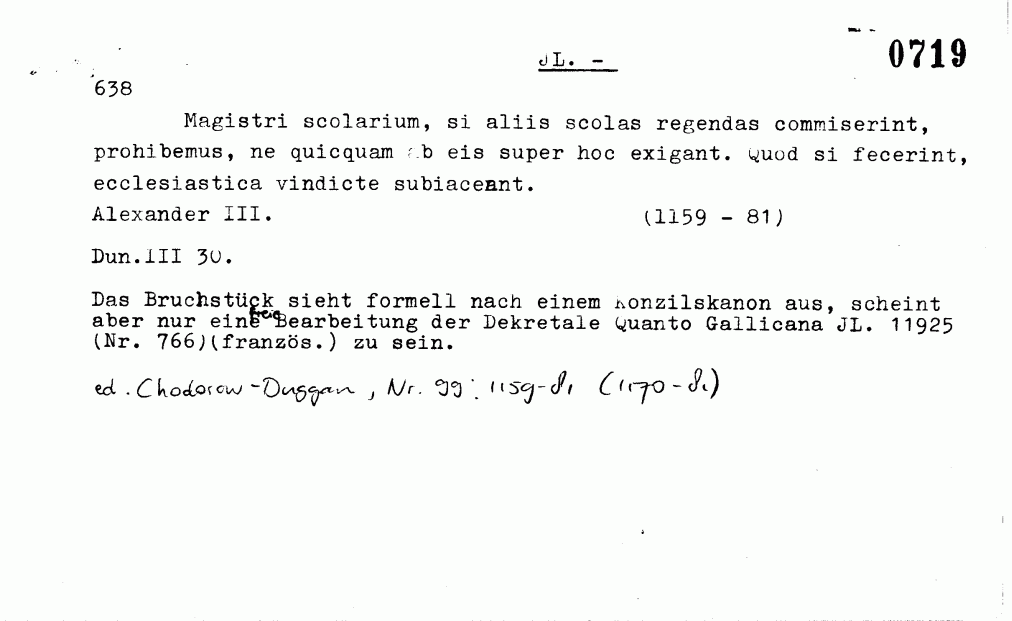 JL. - 0719
638
Magistri scolarium, si aliis scolas regendas commiserint,
prohibemus, ne quicquam ab eis super hoc exigant. Quod si fecerint,
ecclesiastica vindicte subiaceant.
Alexander III. (1159 - 81)
Dun.III 30.
Das Bruchstück sieht formell nach einem Konzilskanon aus, scheint
aber nur eine freie Bearbeitung der Dekretale Quanto Gallicana JL. 11925
(Nr. 766)(französ.) zu sein.
ed. Chodorow-Duggan, Nr. 99: 1159-81 (1170-81)